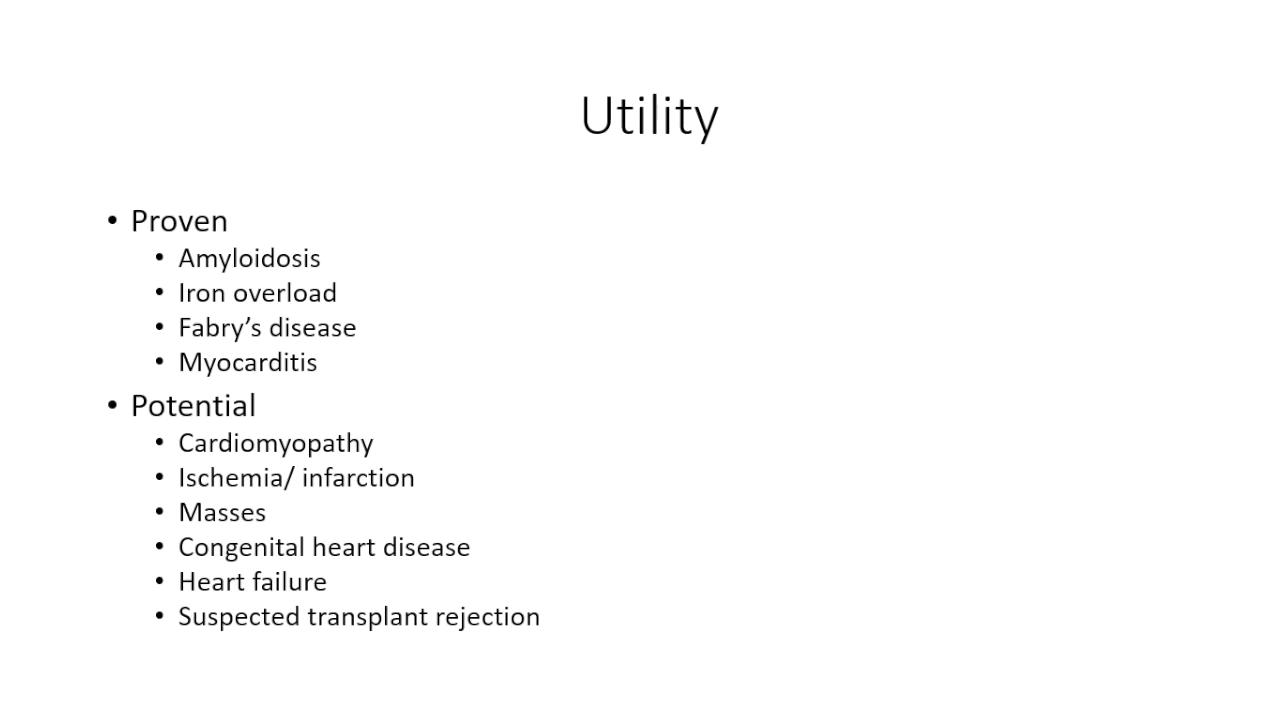 Utility
• Proven
• Amyloidosis
• Iron overload
• Fabry’s disease
• Myocarditis
• Potential
• Cardiomyopathy
• Ischemia/ infarction
• Masses
• Congenital heart disease
• Heart failure
• Suspected transplant rejection